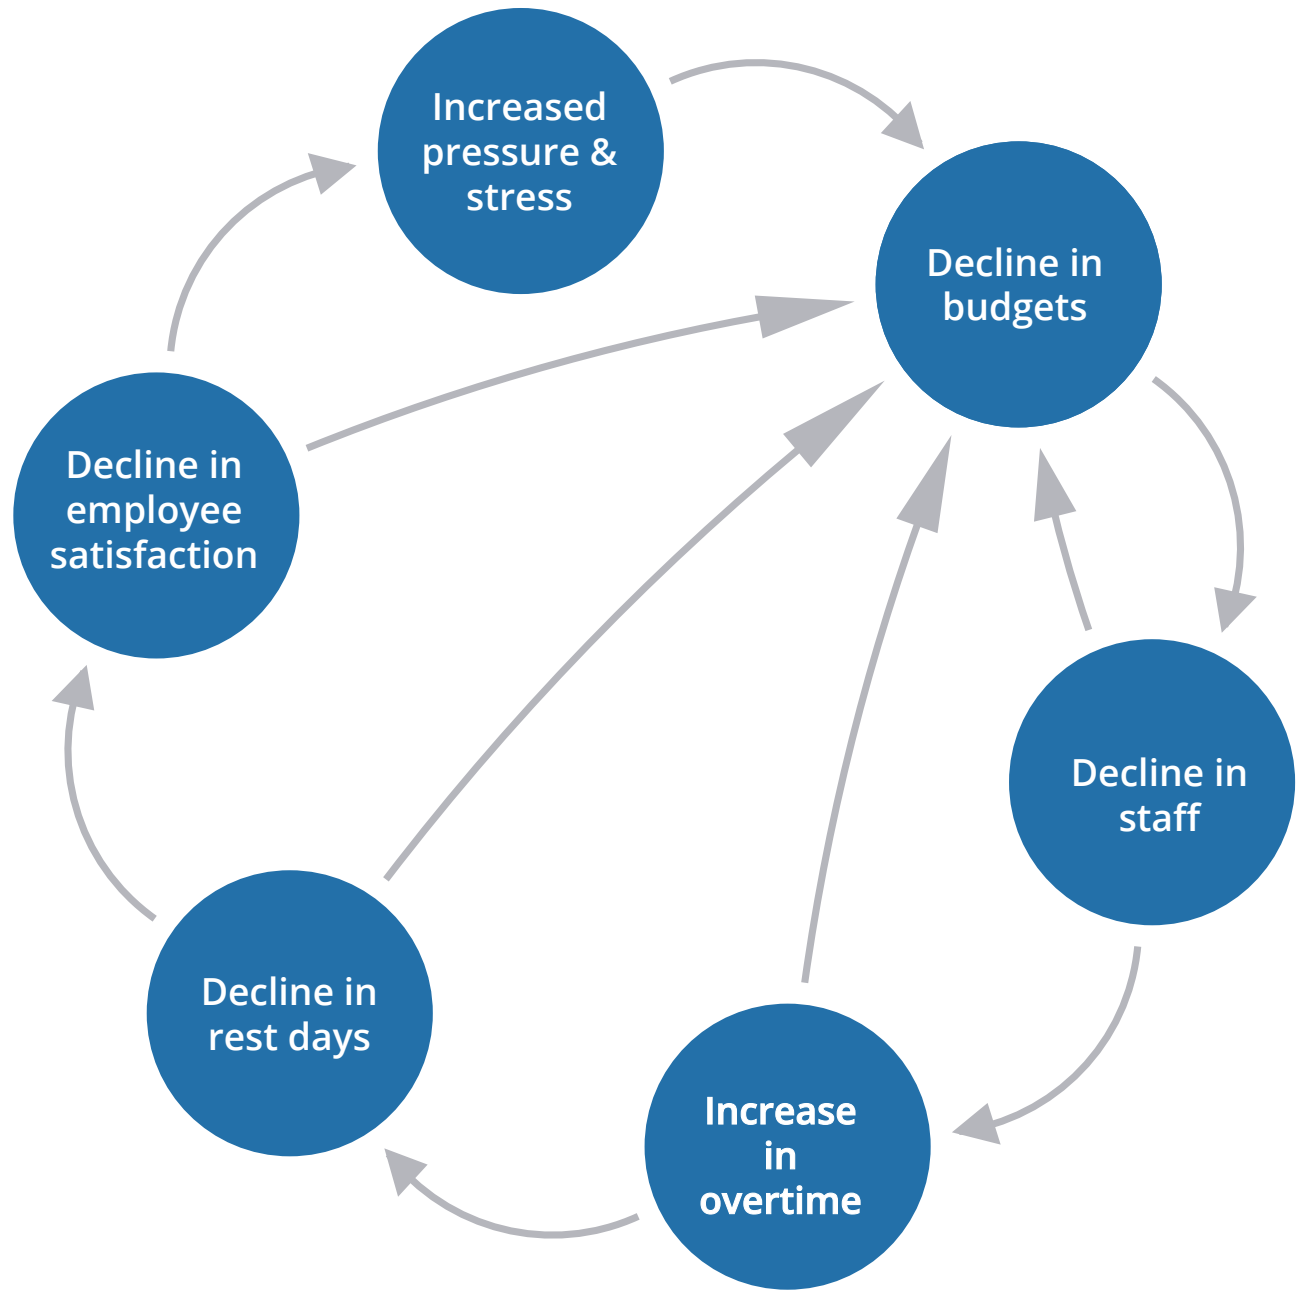 Increased
pressure &
stress
Decline in
budgets
Decline in
staff
Increase
in
overtime
Decline in
rest days
Decline in
employee
satisfaction